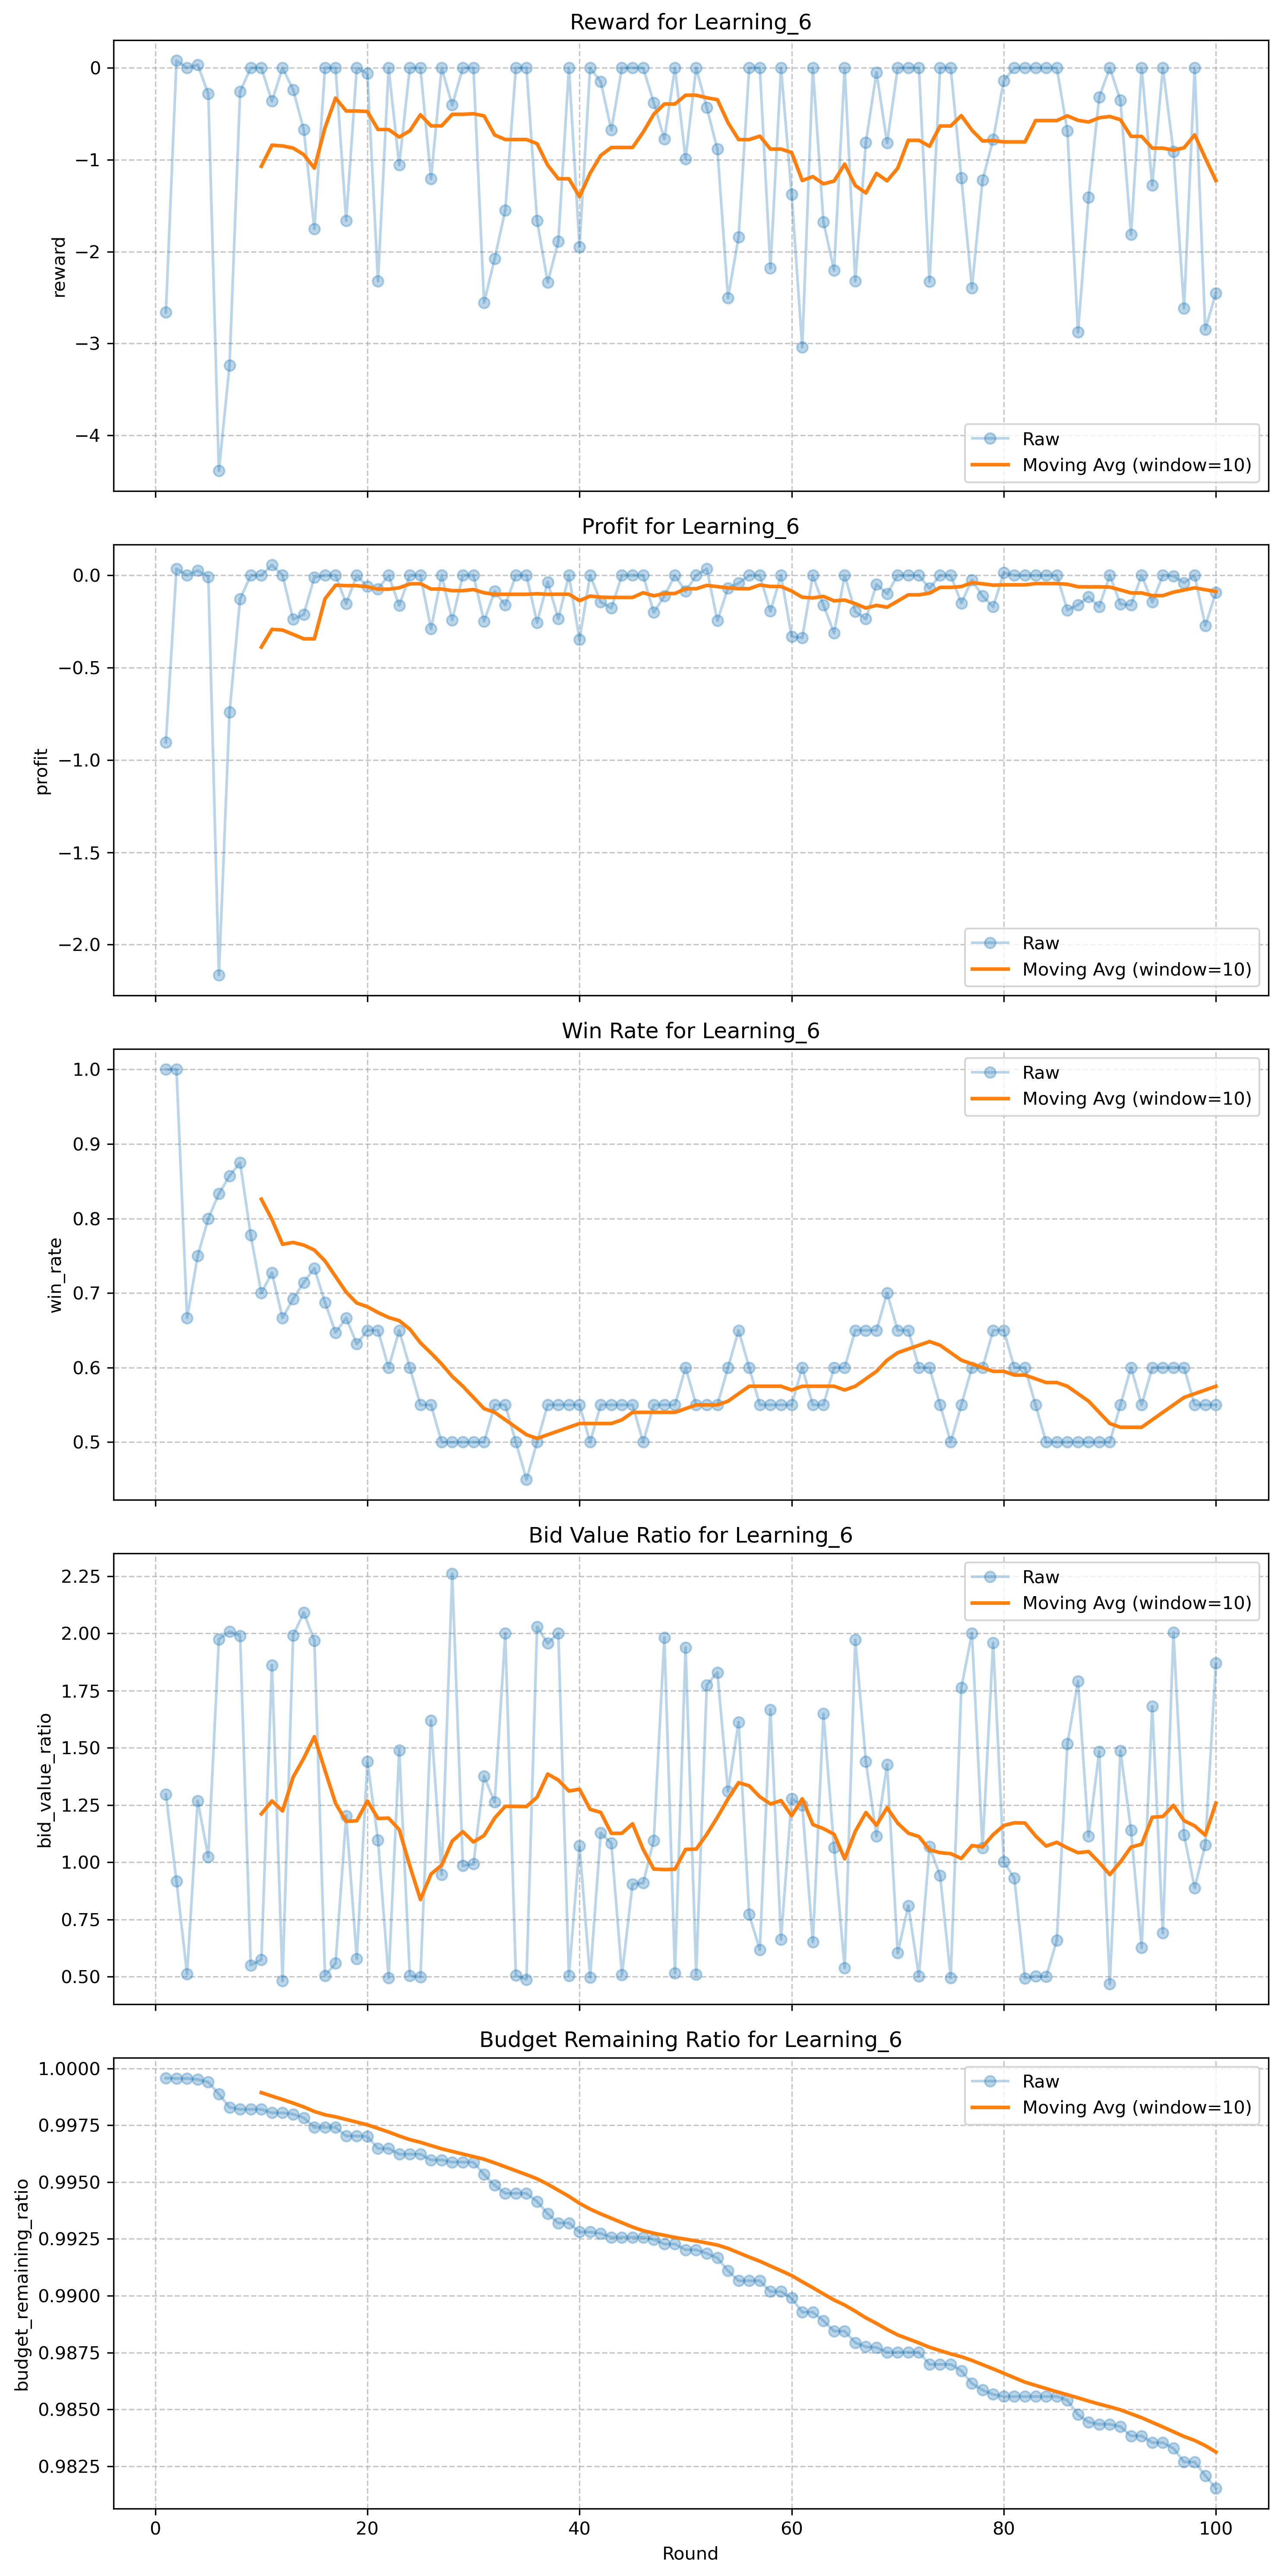 Reward for Learning_6
0
−1
−2
−3
−4
reward
Raw
Moving Avg (window=10)
Profit for Learning_6
0.0
−0.5
−1.0
−1.5
−2.0
profit
Raw
Moving Avg (window=10)
Win Rate for Learning_6
1.0
0.9
0.8
0.7
0.6
0.5
win_rate
Raw
Moving Avg (window=10)
Bid Value Ratio for Learning_6
2.25
2.00
1.75
1.50
1.25
1.00
0.75
0.50
bid_value_ratio
Raw
Moving Avg (window=10)
Budget Remaining Ratio for Learning_6
1.0000
0.9975
0.9950
0.9925
0.9900
0.9875
0.9850
0.9825
budget_remaining_ratio
Raw
Moving Avg (window=10)
0 20 40 60 80 100
Round